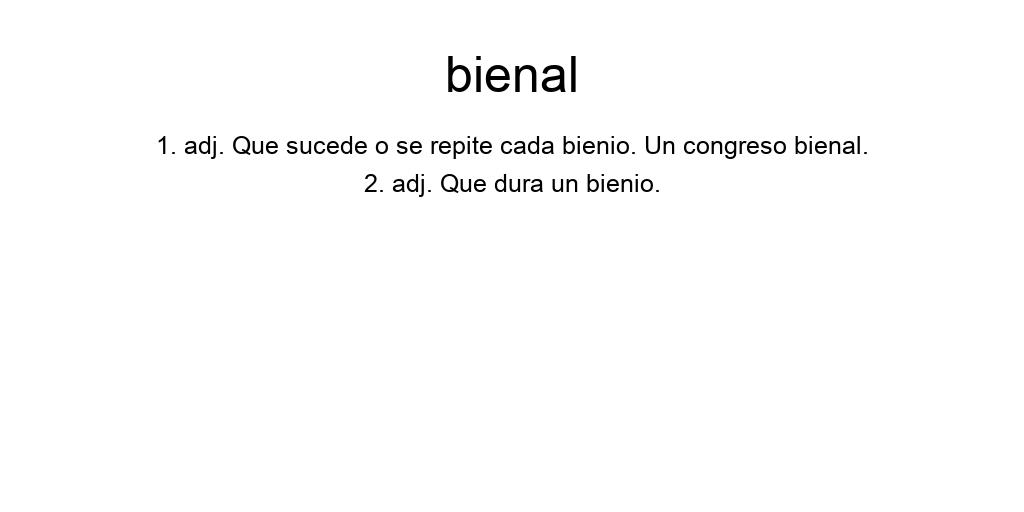 bienal
1. adj. Que sucede o se repite cada bienio. Un congreso bienal.
2. adj. Que dura un bienio.